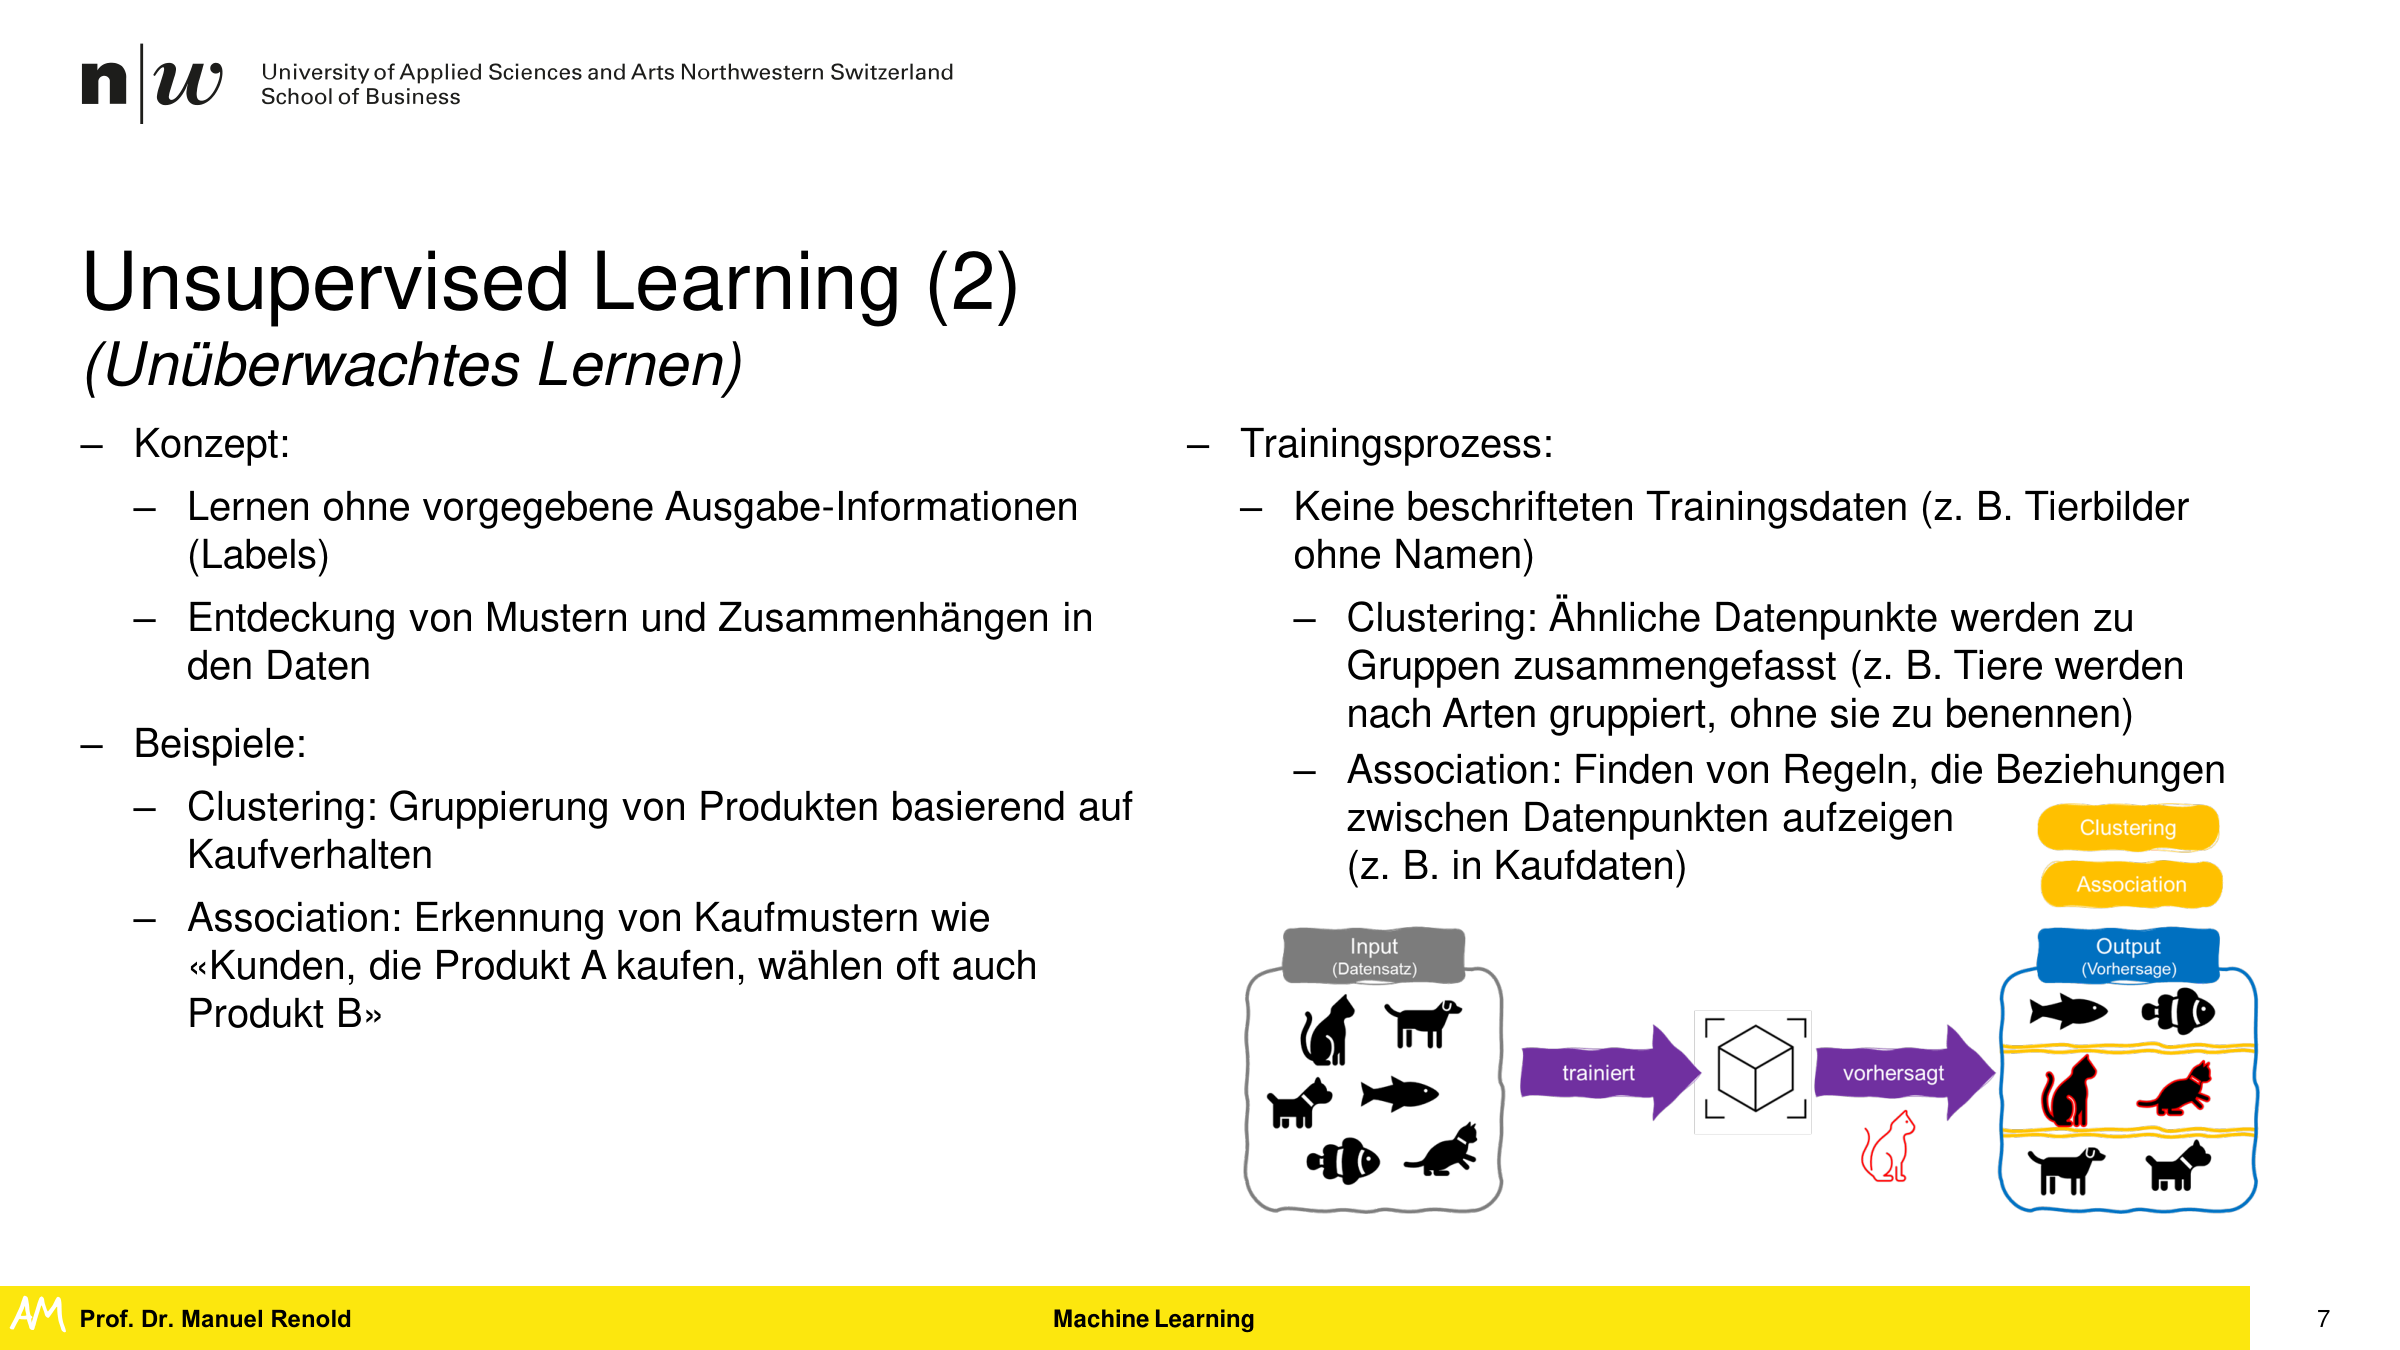 n|w University of Applied Sciences and Arts Northwestern Switzerland
School of Business
Unsupervised Learning (2)
(Unüberwachtes Lernen)
– Konzept:
– Lernen ohne vorgegebene Ausgabe-Informationen
(Labels)
– Entdeckung von Mustern und Zusammenhängen in
den Daten
– Beispiele:
– Clustering: Gruppierung von Produkten basierend auf
Kaufverhalten
– Association: Erkennung von Kaufmustern wie
«Kunden, die Produkt A kaufen, wählen oft auch
Produkt B»
– Trainingsprozess:
– Keine beschrifteten Trainingsdaten (z. B. Tierbilder
ohne Namen)
– Clustering: Ähnliche Datenpunkte werden zu
Gruppen zusammengefasst (z. B. Tiere werden
nach Arten gruppiert, ohne sie zu benennen)
– Association: Finden von Regeln, die Beziehungen
zwischen Datenpunkten aufzeigen
(z. B. in Kaufdaten)
Clustering
Association
Input
(Datensatz)
trainiert
vorhersagt
Output
(Vorhersage)
AM Prof. Dr. Manuel Renold
Machine Learning
7